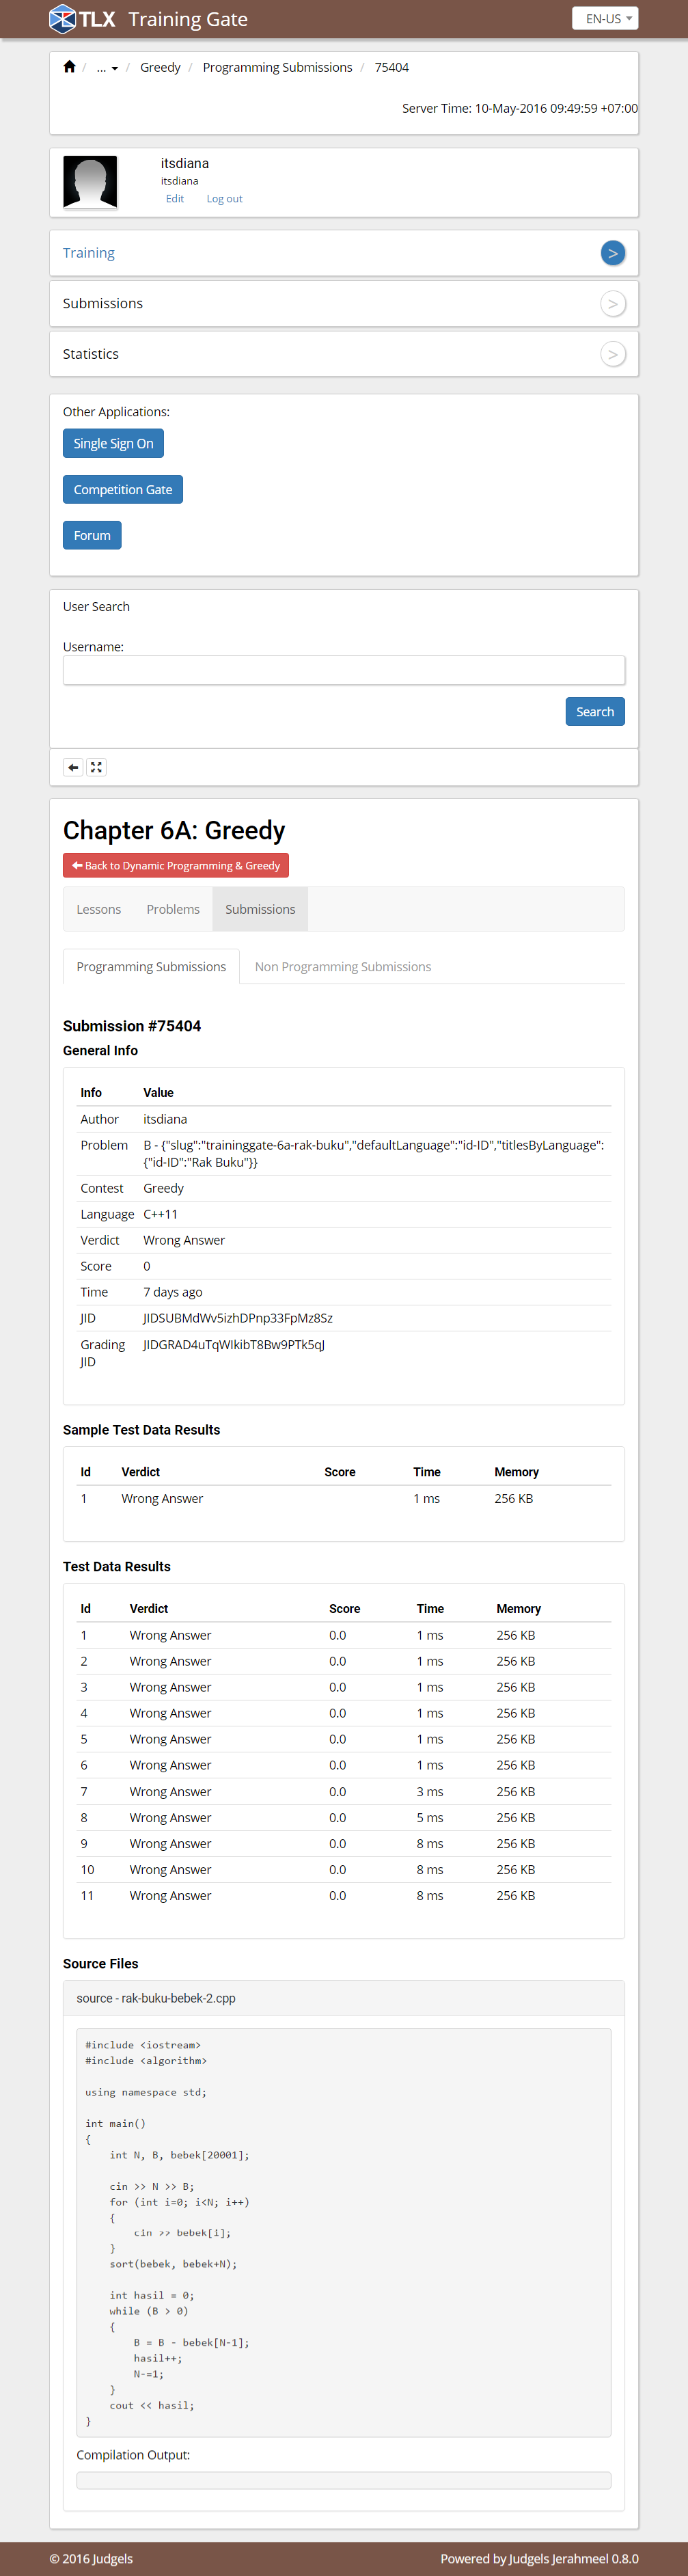 TLX Training Gate EN-US
/ ... / Greedy / Programming Submissions / 75404
Server Time: 10-May-2016 09:49:59 +07:00
itsdiana
itsdiana
Edit Log out
Training >
Submissions >
Statistics >
Other Applications:
Single Sign On
Competition Gate
Forum
User Search
Username:
Search
Chapter 6A: Greedy
Back to Dynamic Programming & Greedy
Lessons Problems Submissions
Programming Submissions Non Programming Submissions
Submission #75404
General Info
Info Value
Author itsdiana
Problem B - {"slug":"traininggate-6a-rak-buku","defaultLanguage":"id-ID","titlesByLanguage":
{"id-ID":"Rak Buku"}}
Contest Greedy
Language C++11
Verdict Wrong Answer
Score 0
Time 7 days ago
JID JIDSUBMdWv5izhDPnp33FpMz8Sz
Grading JIDGRAD4uTqWIkibT8Bw9PTk5qJ
JID
Sample Test Data Results
Id Verdict Score Time Memory
1 Wrong Answer 1 ms 256 KB
Test Data Results
Id Verdict Score Time Memory
1 Wrong Answer 0.0 1 ms 256 KB
2 Wrong Answer 0.0 1 ms 256 KB
3 Wrong Answer 0.0 1 ms 256 KB
4 Wrong Answer 0.0 1 ms 256 KB
5 Wrong Answer 0.0 1 ms 256 KB
6 Wrong Answer 0.0 1 ms 256 KB
7 Wrong Answer 0.0 3 ms 256 KB
8 Wrong Answer 0.0 5 ms 256 KB
9 Wrong Answer 0.0 8 ms 256 KB
10 Wrong Answer 0.0 8 ms 256 KB
11 Wrong Answer 0.0 8 ms 256 KB
Source Files
source - rak-buku-bebek-2.cpp
#include <iostream>
#include <algorithm>
using namespace std;
int main()
{
int N, B, bebek[20001];
cin >> N >> B;
for (int i=0; i<N; i++)
{
cin >> bebek[i];
}
sort(bebek, bebek+N);
int hasil = 0;
while (B > 0)
{
B = B - bebek[N-1];
hasil++;
N-=1;
}
cout << hasil;
}
Compilation Output:
© 2016 Judgels Powered by Judgels Jerahmeel 0.8.0